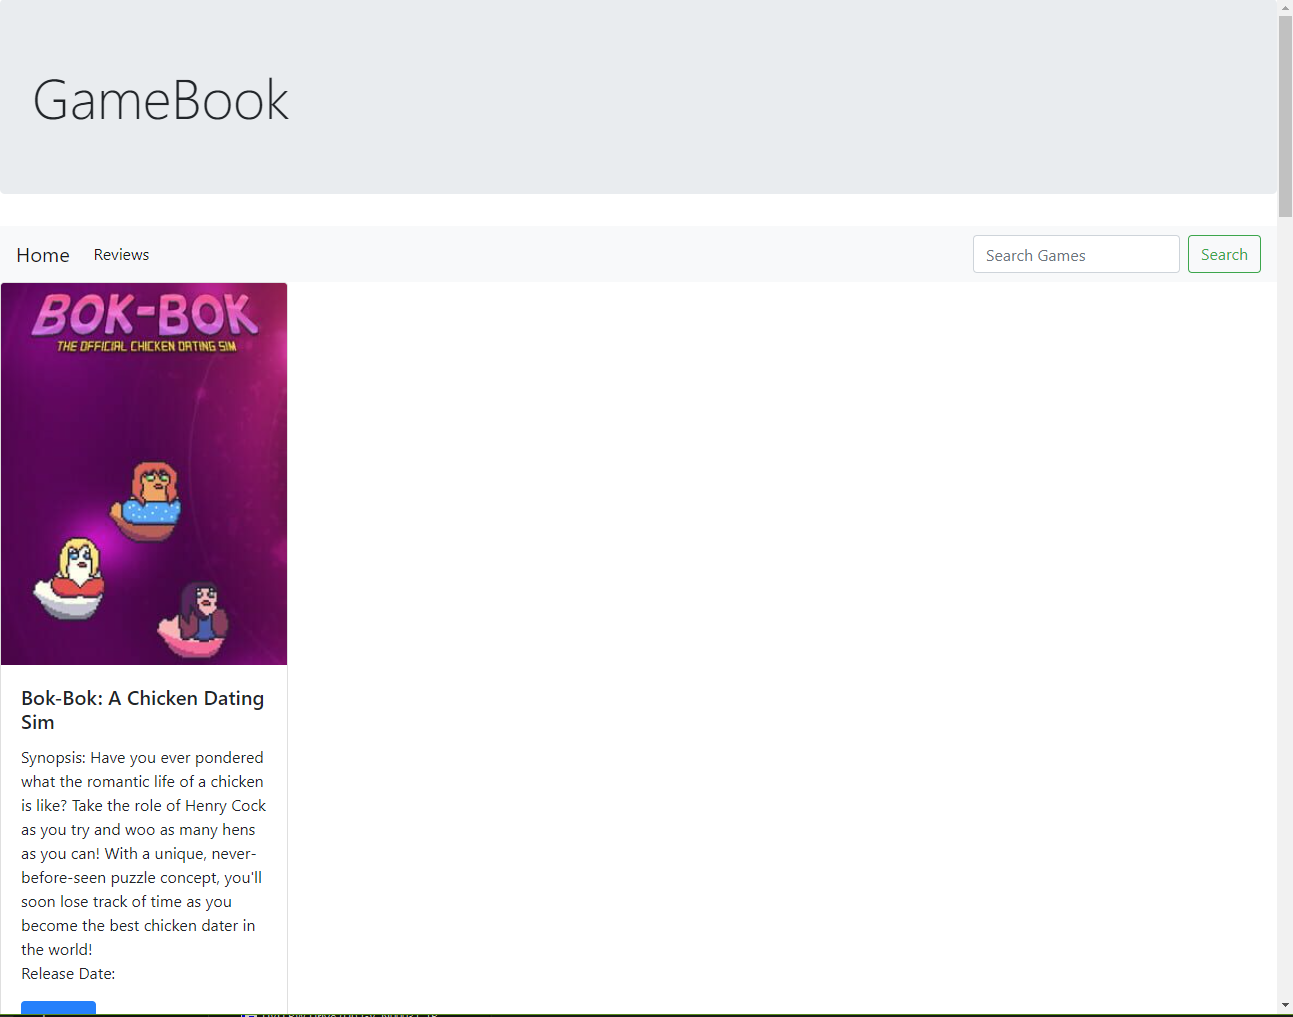 GameBook
Home Reviews Search Games Search
BOK-BOK
THE OFFICIAL CHICKEN DATING SIM
Bok-Bok: A Chicken Dating
Sim
Synopsis: Have you ever pondered
what the romantic life of a chicken
is like? Take the role of Henry Cock
as you try and woo as many hens
as you can! With a unique, never-
before-seen puzzle concept, you'll
soon lose track of time as you
become the best chicken dater in
the world!
Release Date: